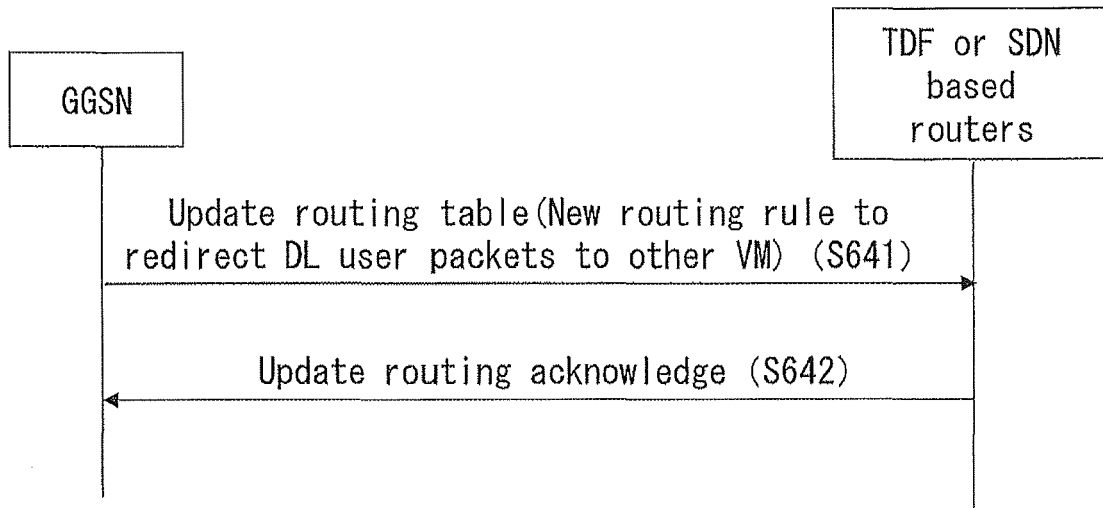 GGSN
TDF or SDN
based
routers
Update routing table(New routing rule to
redirect DL user packets to other VM) (S641)
Update routing acknowledge (S642)